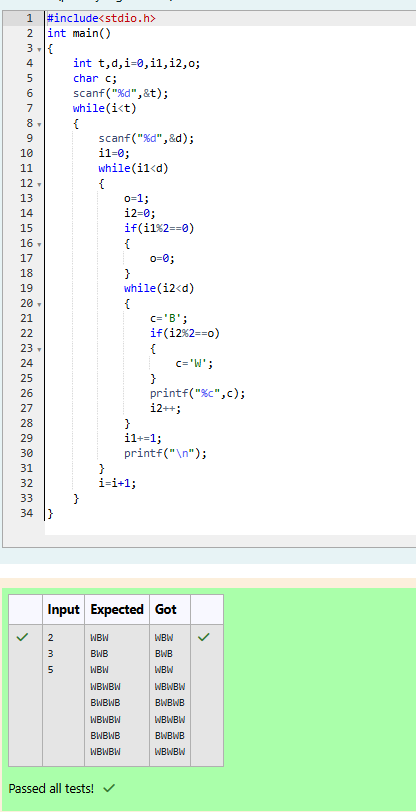 1 #include<stdio.h>
2 int main()
3 {
4     int t,d,i=0,i1,i2,o;
5     char c;
6     scanf("%d",&t);
7     while(i<t)
8     {
9         scanf("%d",&d);
10         i1=0;
11         while(i1<d)
12         {
13             o=1;
14             i2=0;
15             if(i1%2==0)
16             {
17                 o=0;
18             }
19             while(i2<d)
20             {
21                 c='B';
22                 if(i2%2==o)
23                 {
24                     c='W';
25                 }
26                 printf("%c",c);
27                 i2++;
28             }
29             i1+=1;
30             printf("\n");
31         }
32         i=i+1;
33     }
34 }
Input Expected Got
2 WBW WBW
3 BWB BWB
5 WBW WBW
WBWBW WBWBW
BWBWB BWBWB
WBWBW WBWBW
BWBWB BWBWB
WBWBW WBWBW
Passed all tests!